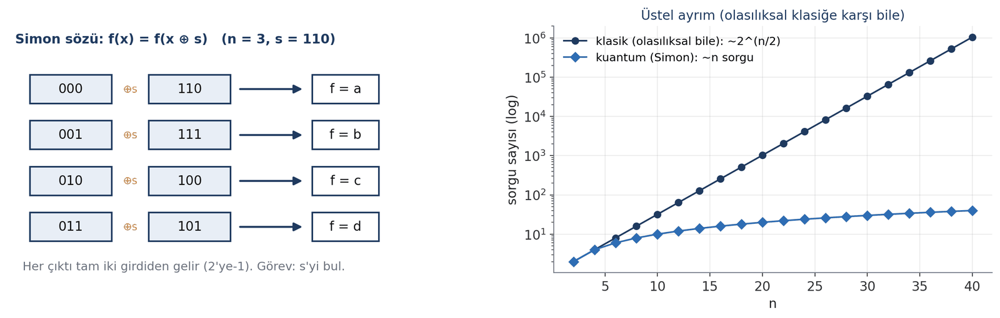 Simon sözü: f(x) = f(x ⊕ s) (n = 3, s = 110)
000 ⊕s 110 f = a
001 ⊕s 111 f = b
010 ⊕s 100 f = c
011 ⊕s 101 f = d
Her çıktı tam iki girdiden gelir (2'ye-1). Görev: s'yi bul.
Üstel ayrım (olasılıksal klasiğe karşı bile)
klasik (olasılıksal bile): ~2^(n/2)
kuantum (Simon): ~n sorgu
sorgu sayısı (log)
10⁶
10⁵
10⁴
10³
10²
10¹
5 10 15 20 25 30 35 40
n